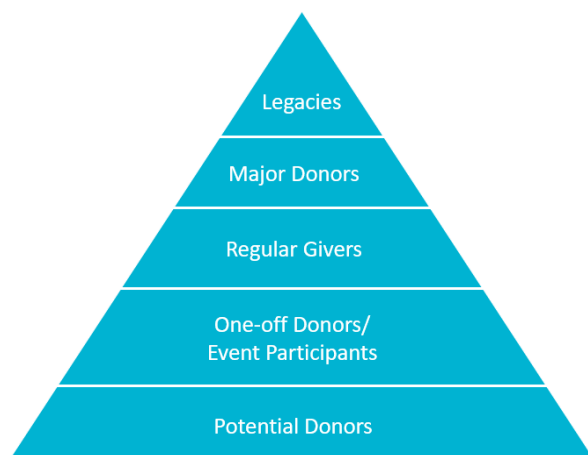 Legacies
Major Donors
Regular Givers
One-off Donors/
Event Participants
Potential Donors